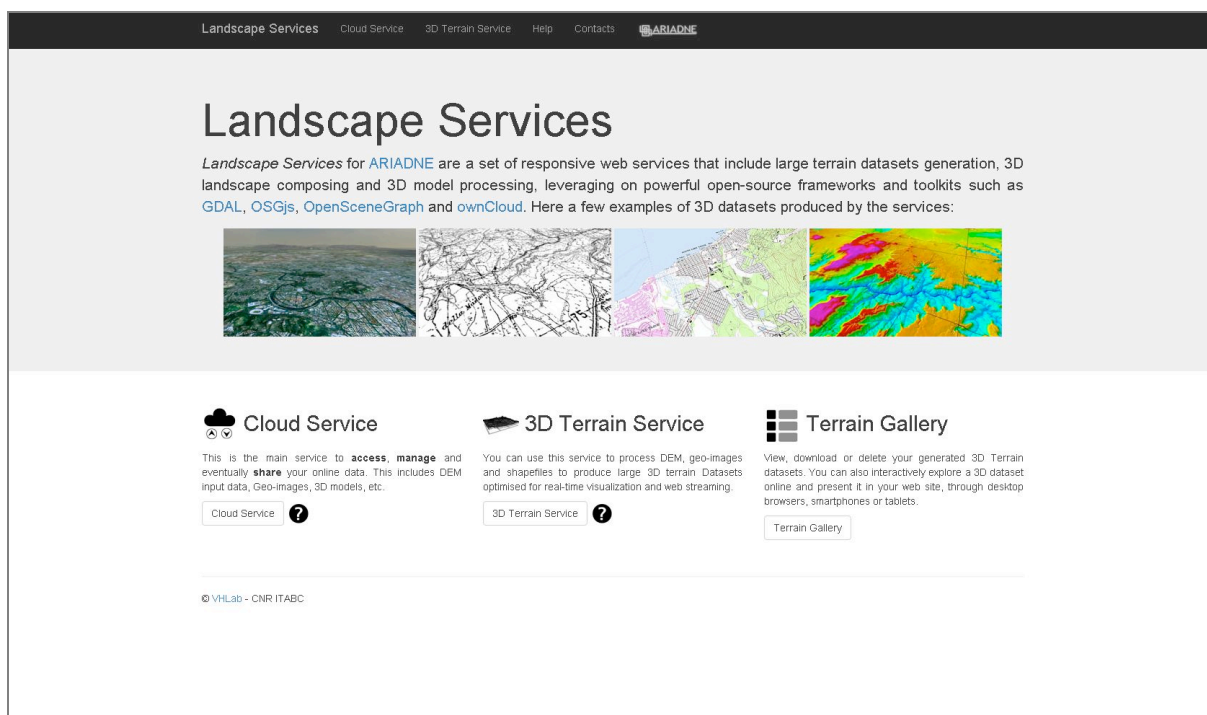 Landscape Services Cloud Service 3D Terrain Service Help Contacts ARIADNE
Landscape Services
Landscape Services for ARIADNE are a set of responsive web services that include large terrain datasets generation, 3D
landscape composing and 3D model processing, leveraging on powerful open-source frameworks and toolkits such as
GDAL, OSGjs, OpenSceneGraph and ownCloud. Here a few examples of 3D datasets produced by the services:
75
Cloud Service
This is the main service to access, manage and
eventually share your online data. This includes DEM
input data, Geo-images, 3D models, etc.
Cloud Service ?
3D Terrain Service
You can use this service to process DEM, geo-images
and shapefiles to produce large 3D terrain Datasets
optimised for real-time visualization and web streaming.
3D Terrain Service ?
Terrain Gallery
View, download or delete your generated 3D Terrain
datasets. You can also interactively explore a 3D dataset
online and present it in your web site, through desktop
browsers, smartphones or tablets.
Terrain Gallery
© VHLab - CNR ITABC